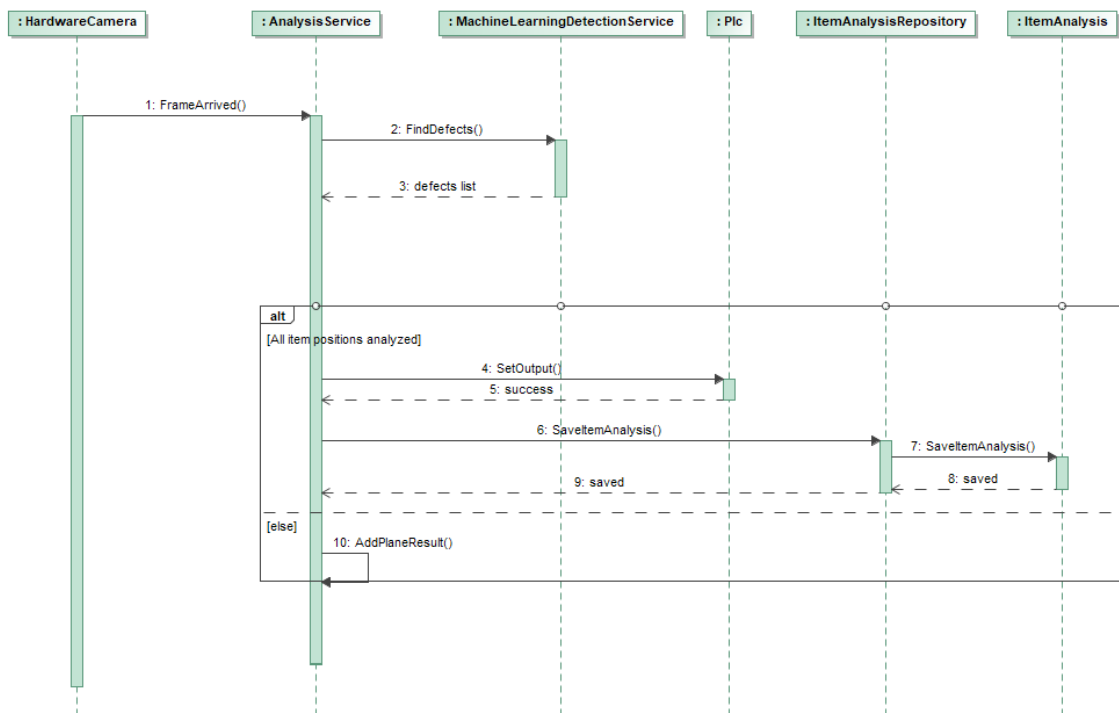 : HardwareCamera
: AnalysisService
: MachineLearningDetectionService
: Plc
: ItemAnalysisRepository
: ItemAnalysis
1: FrameArrived()
2: FindDefects()
3: defects list
alt
[All item positions analyzed]
4: SetOutput()
5: success
6: SaveItemAnalysis()
7: SaveItemAnalysis()
8: saved
9: saved
[else]
10: AddPlaneResult()